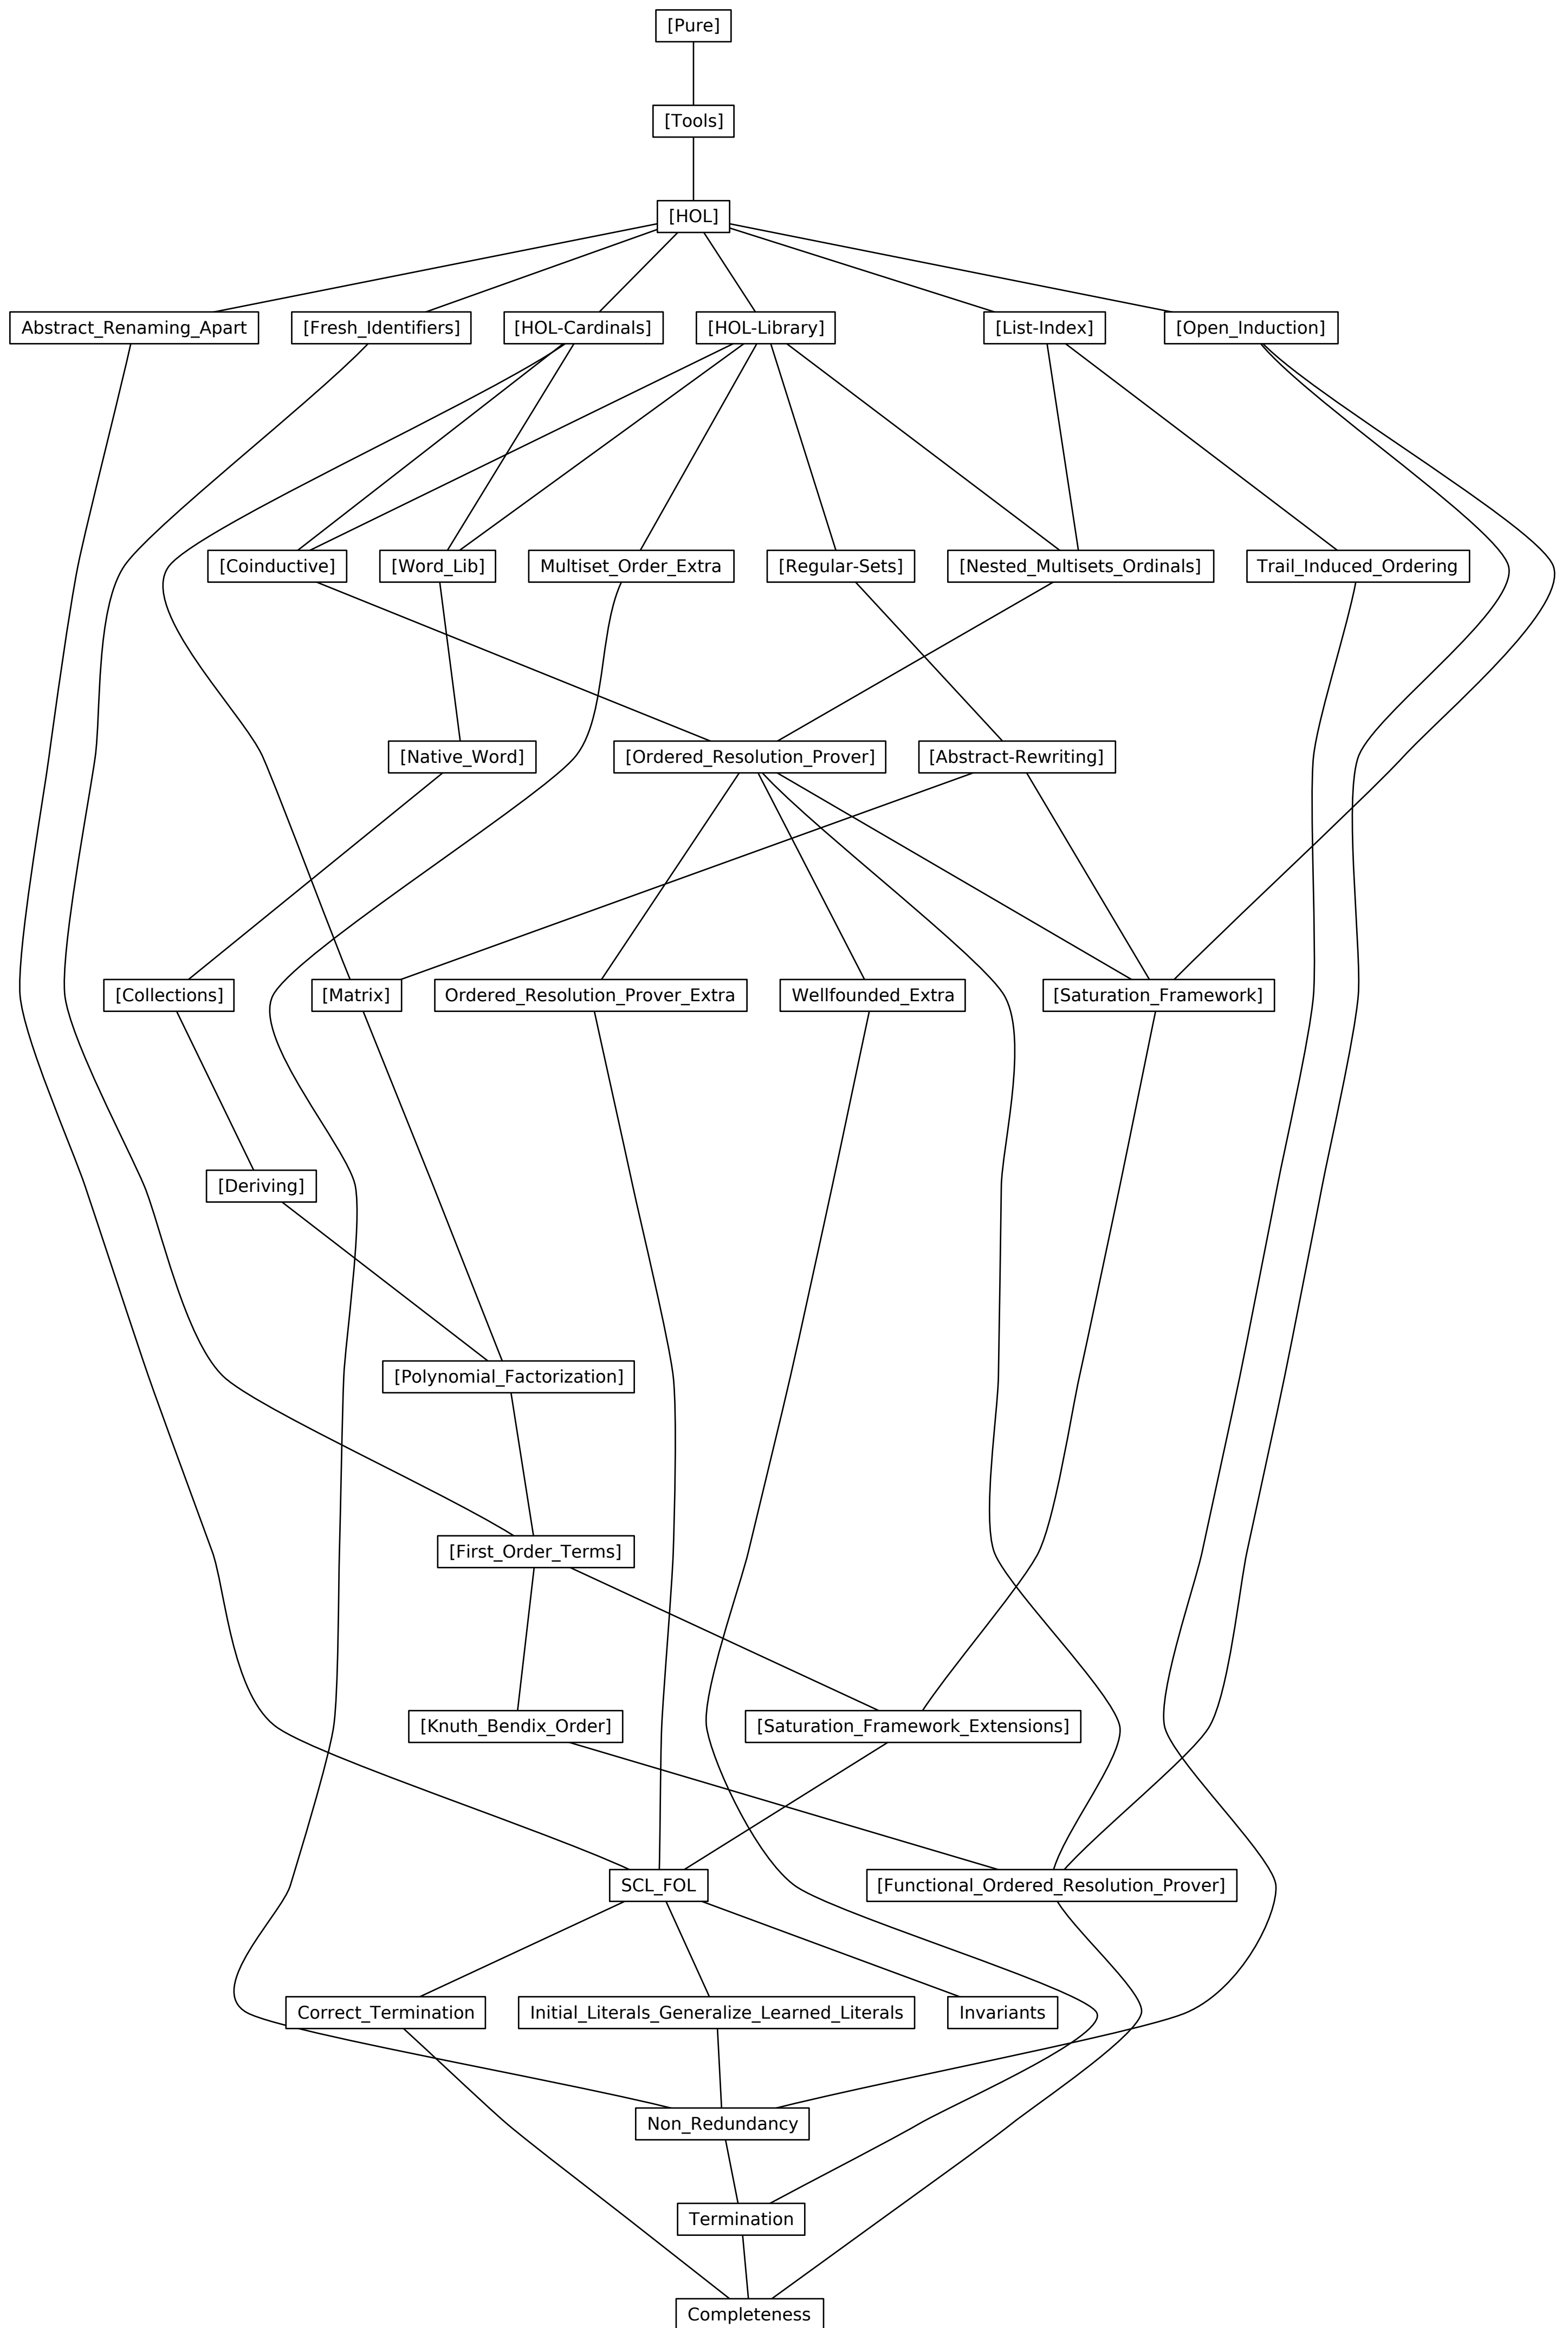 [Pure]
[Tools]
[HOL]
Abstract_Renaming_Apart
[Fresh_Identifiers]
[HOL-Cardinals]
[HOL-Library]
[List-Index]
[Open_Induction]
[Coinductive]
[Word_Lib]
Multiset_Order_Extra
[Regular-Sets]
[Nested_Multisets_Ordinals]
Trail_Induced_Ordering
[Native_Word]
[Ordered_Resolution_Prover]
[Abstract-Rewriting]
[Collections]
[Matrix]
Ordered_Resolution_Prover_Extra
Wellfounded_Extra
[Saturation_Framework]
[Deriving]
[Polynomial_Factorization]
[First_Order_Terms]
[Knuth_Bendix_Order]
[Saturation_Framework_Extensions]
SCL_FOL
[Functional_Ordered_Resolution_Prover]
Correct_Termination
Initial_Literals_Generalize_Learned_Literals
Invariants
Non_Redundancy
Termination
Completeness